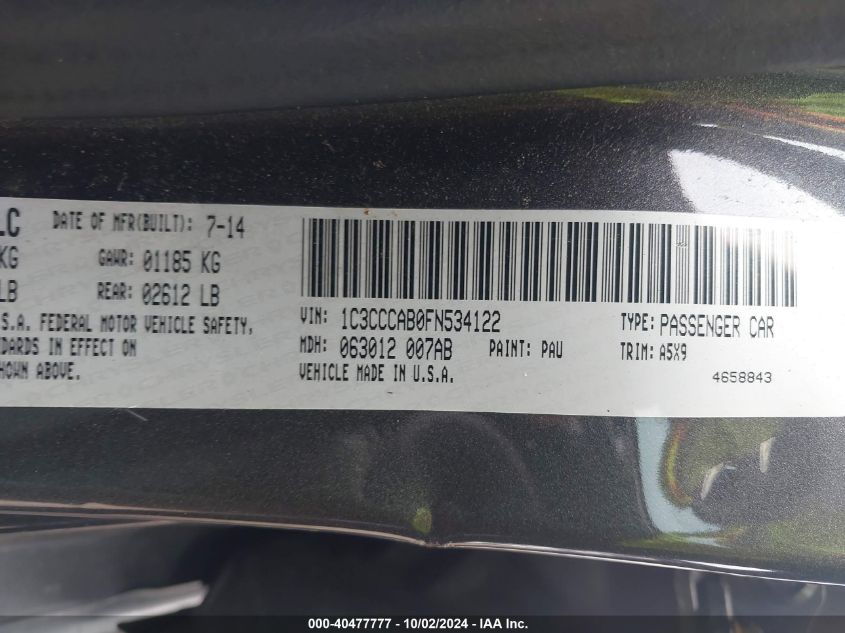 LC DATE OF MFR(BUILT): 7-14
KG GAWR: 01185 KG
LB REAR: 02612 LB
S.A. FEDERAL MOTOR VEHICLE SAFETY,
DARDS IN EFFECT ON
HOWN ABOVE.
VIN: 1C3CCCAB0FN534122 TYPE: PASSENGER CAR
MDH: 063012 007AB PAINT: PAU TRIM: A5X9
VEHICLE MADE IN U.S.A. 4658843
000-40477777 - 10/02/2024 - IAA Inc.